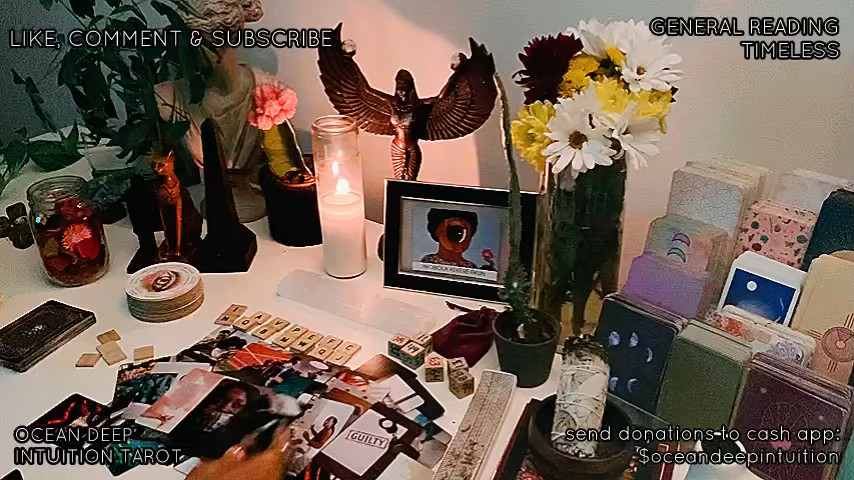 LIKE, COMMENT & SUBSCRIBE
GENERAL READING
TIMELESS
GUILTY
OCEAN DEEP
INTUITION TAROT
send donations to cash app:
$oceandeepintuition